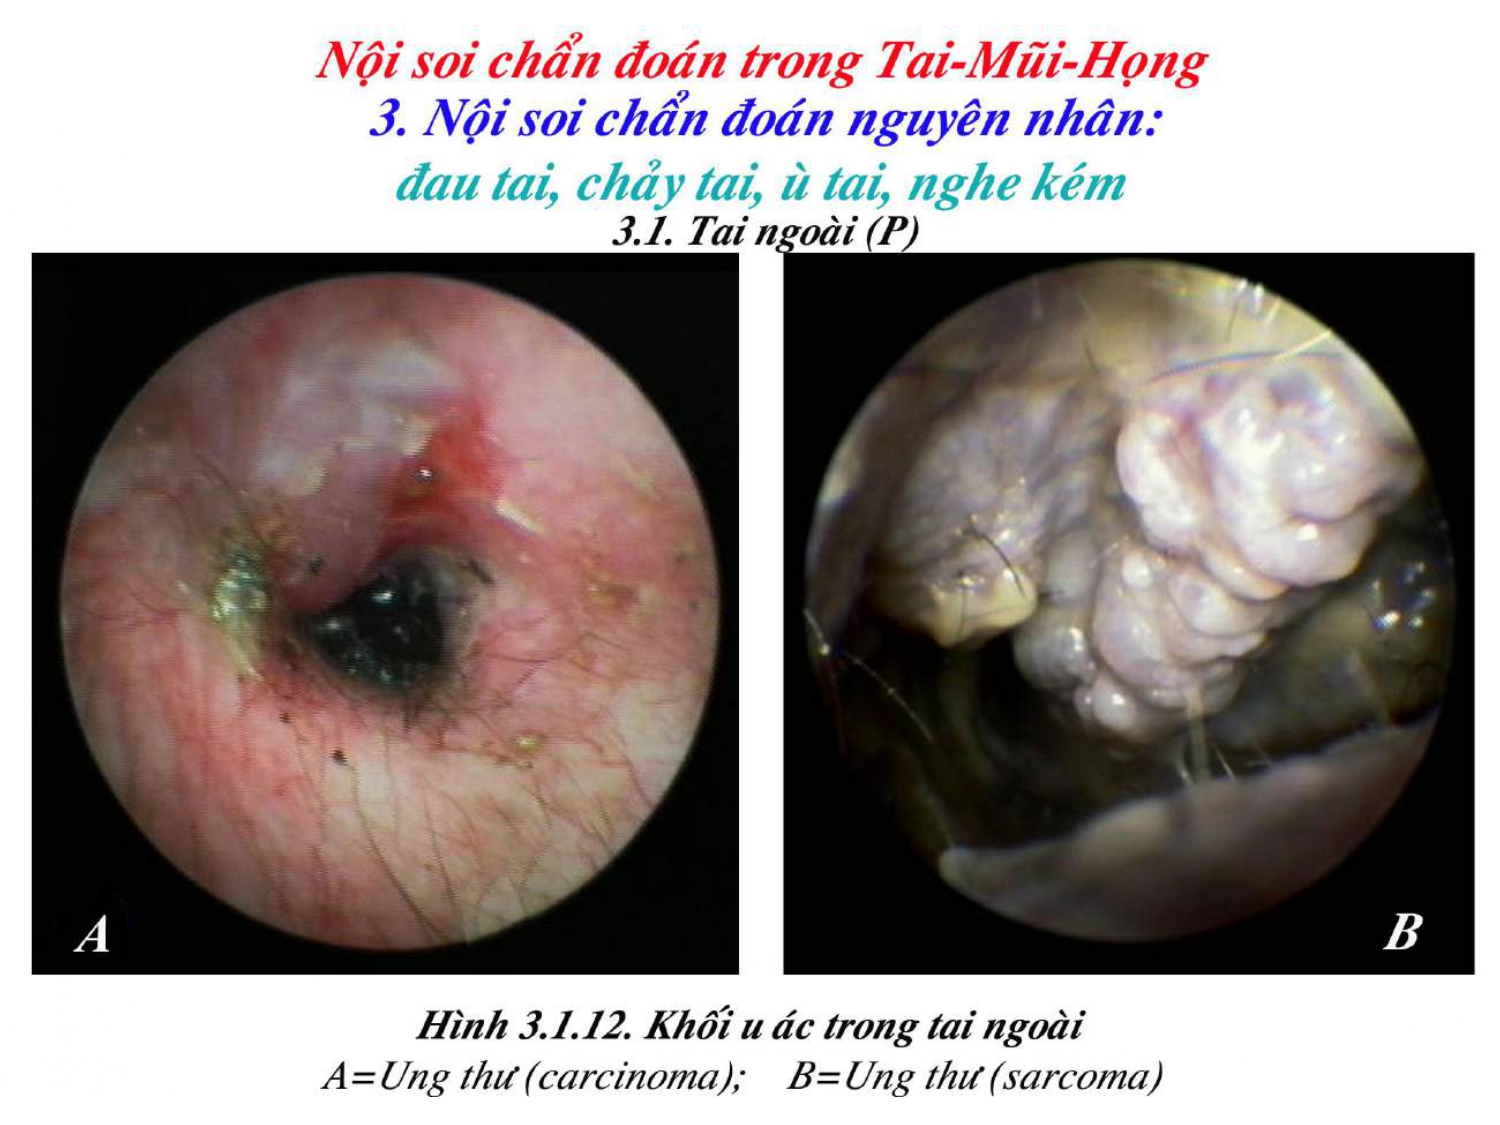 Nội soi chẩn đoán trong Tai-Mũi-Họng
3. Nội soi chẩn đoán nguyên nhân:
đau tai, chảy tai, ù tai, nghe kém
3.1. Tai ngoài (P)
A
B
Hình 3.1.12. Khối u ác trong tai ngoài
A=Ung thư (carcinoma); B=Ung thư (sarcoma)